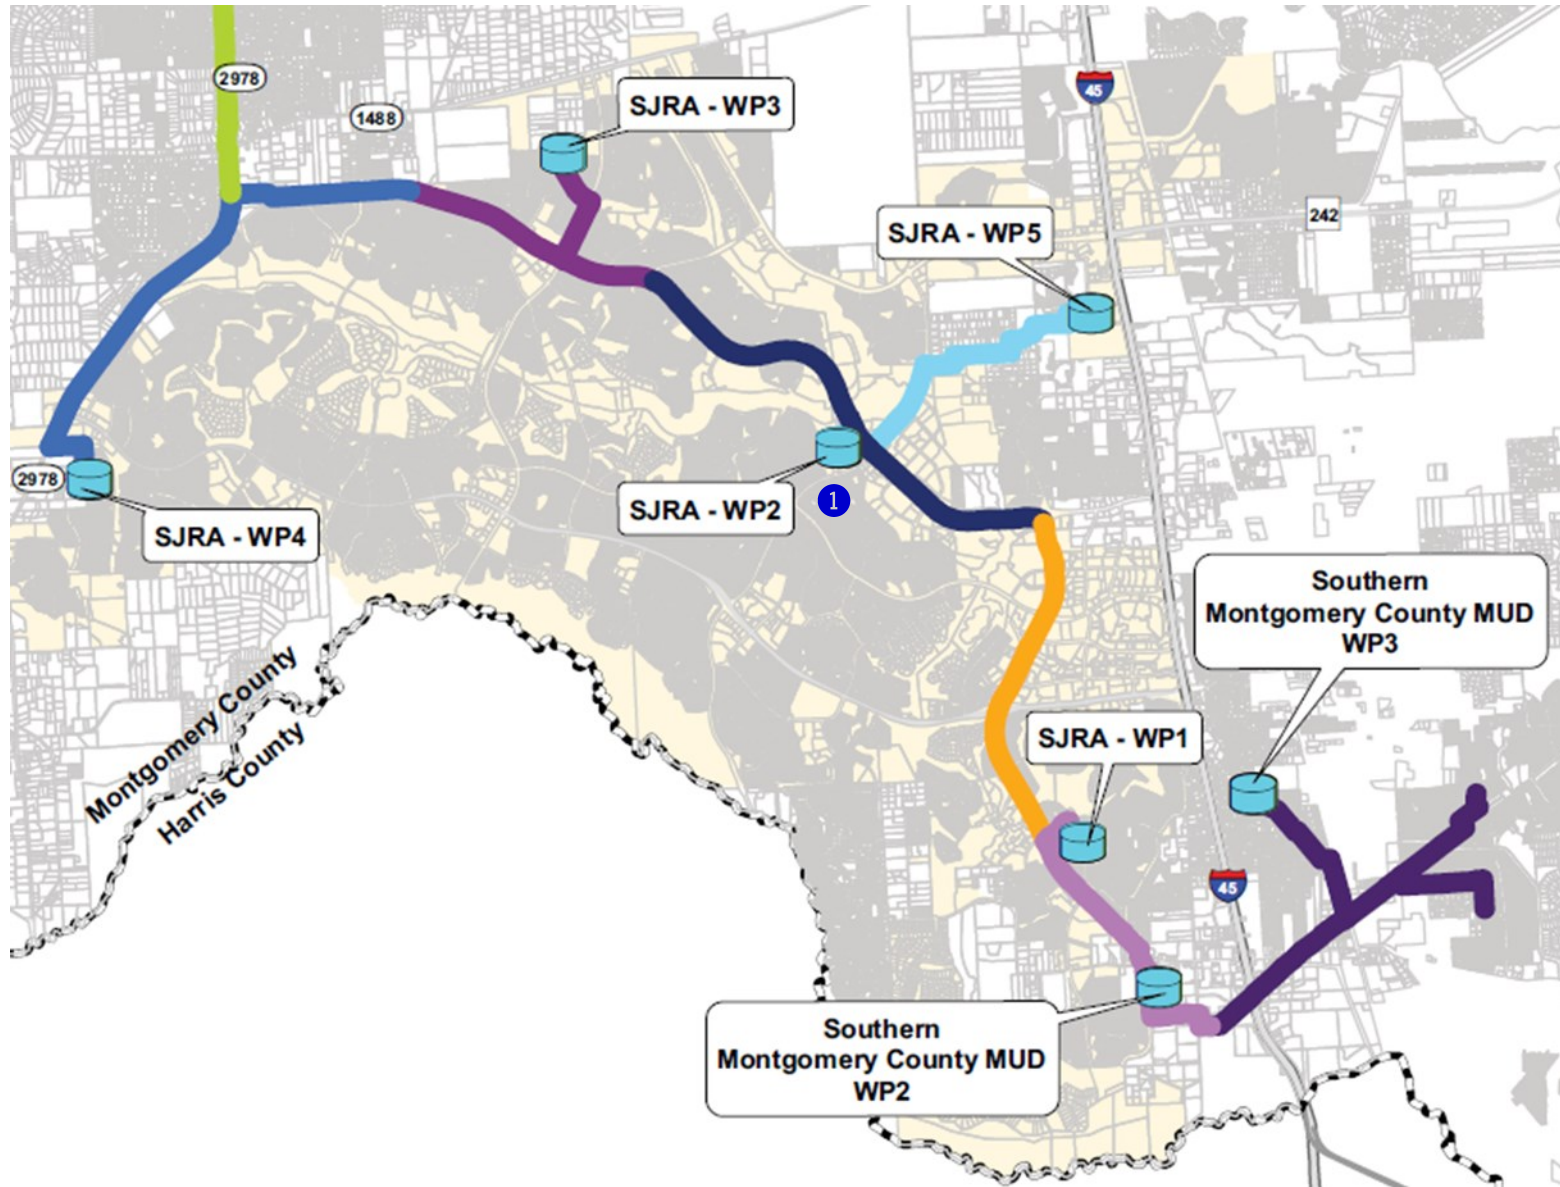 2978
1488
SJRA - WP3
45
SJRA - WP5
242
2978
SJRA - WP4
SJRA - WP2
1
Southern
Montgomery County MUD
WP3
Montgomery County
Harris County
SJRA - WP1
45
Southern
Montgomery County MUD
WP2